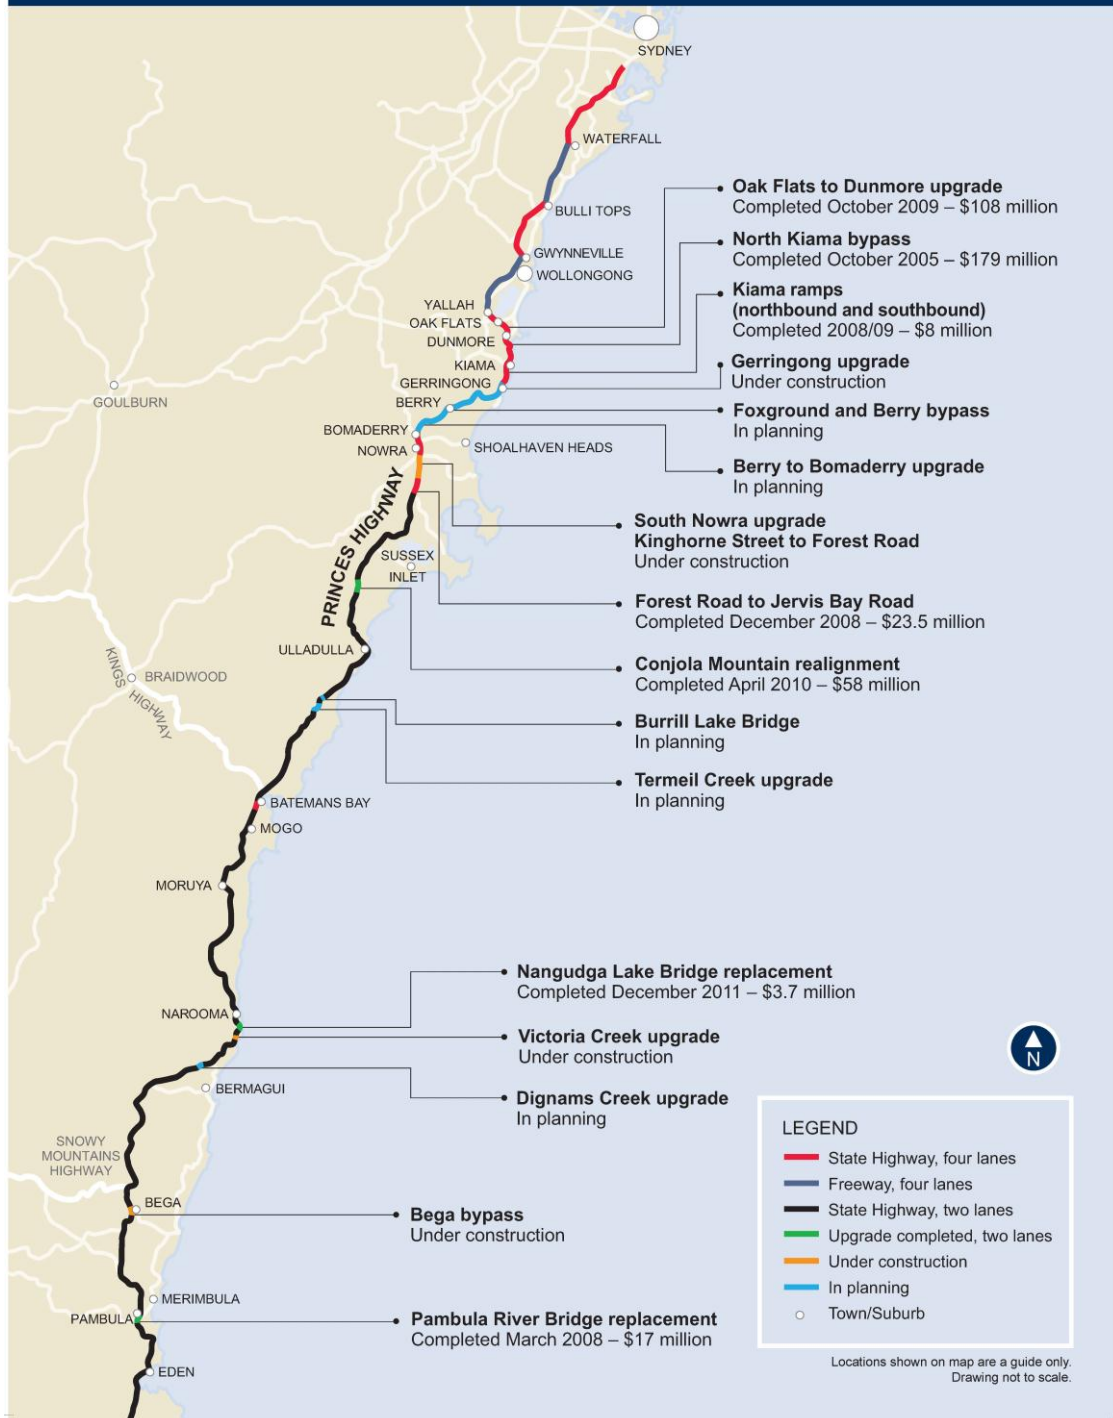 SYDNEY
WATERFALL
BULLI TOPS
GWYNNEVILLE
WOLLONGONG
YALLAH
OAK FLATS
DUNMORE
KIAMA
GERRINGONG
BERRY
BOMADERRY
NOWRA
SHOALHAVEN HEADS
GOULBURN
PRINCES HIGHWAY
SUSSEX
INLET
ULLADULLA
KINGS HIGHWAY
BRAIDWOOD
BATEMANS BAY
MOGO
MORUYA
NAROOMA
BERMAGUI
SNOWY
MOUNTAINS
HIGHWAY
BEGA
MERIMBULA
PAMBULA
EDEN
Oak Flats to Dunmore upgrade
Completed October 2009 – $108 million
North Kiama bypass
Completed October 2005 – $179 million
Kiama ramps
(northbound and southbound)
Completed 2008/09 – $8 million
Gerringong upgrade
Under construction
Foxground and Berry bypass
In planning
Berry to Bomaderry upgrade
In planning
South Nowra upgrade
Kinghorne Street to Forest Road
Under construction
Forest Road to Jervis Bay Road
Completed December 2008 – $23.5 million
Conjola Mountain realignment
Completed April 2010 – $58 million
Burrill Lake Bridge
In planning
Termeil Creek upgrade
In planning
Nangudga Lake Bridge replacement
Completed December 2011 – $3.7 million
Victoria Creek upgrade
Under construction
Dignams Creek upgrade
In planning
Bega bypass
Under construction
Pambula River Bridge replacement
Completed March 2008 – $17 million
N
LEGEND
State Highway, four lanes
Freeway, four lanes
State Highway, two lanes
Upgrade completed, two lanes
Under construction
In planning
Town/Suburb
Locations shown on map are a guide only.
Drawing not to scale.